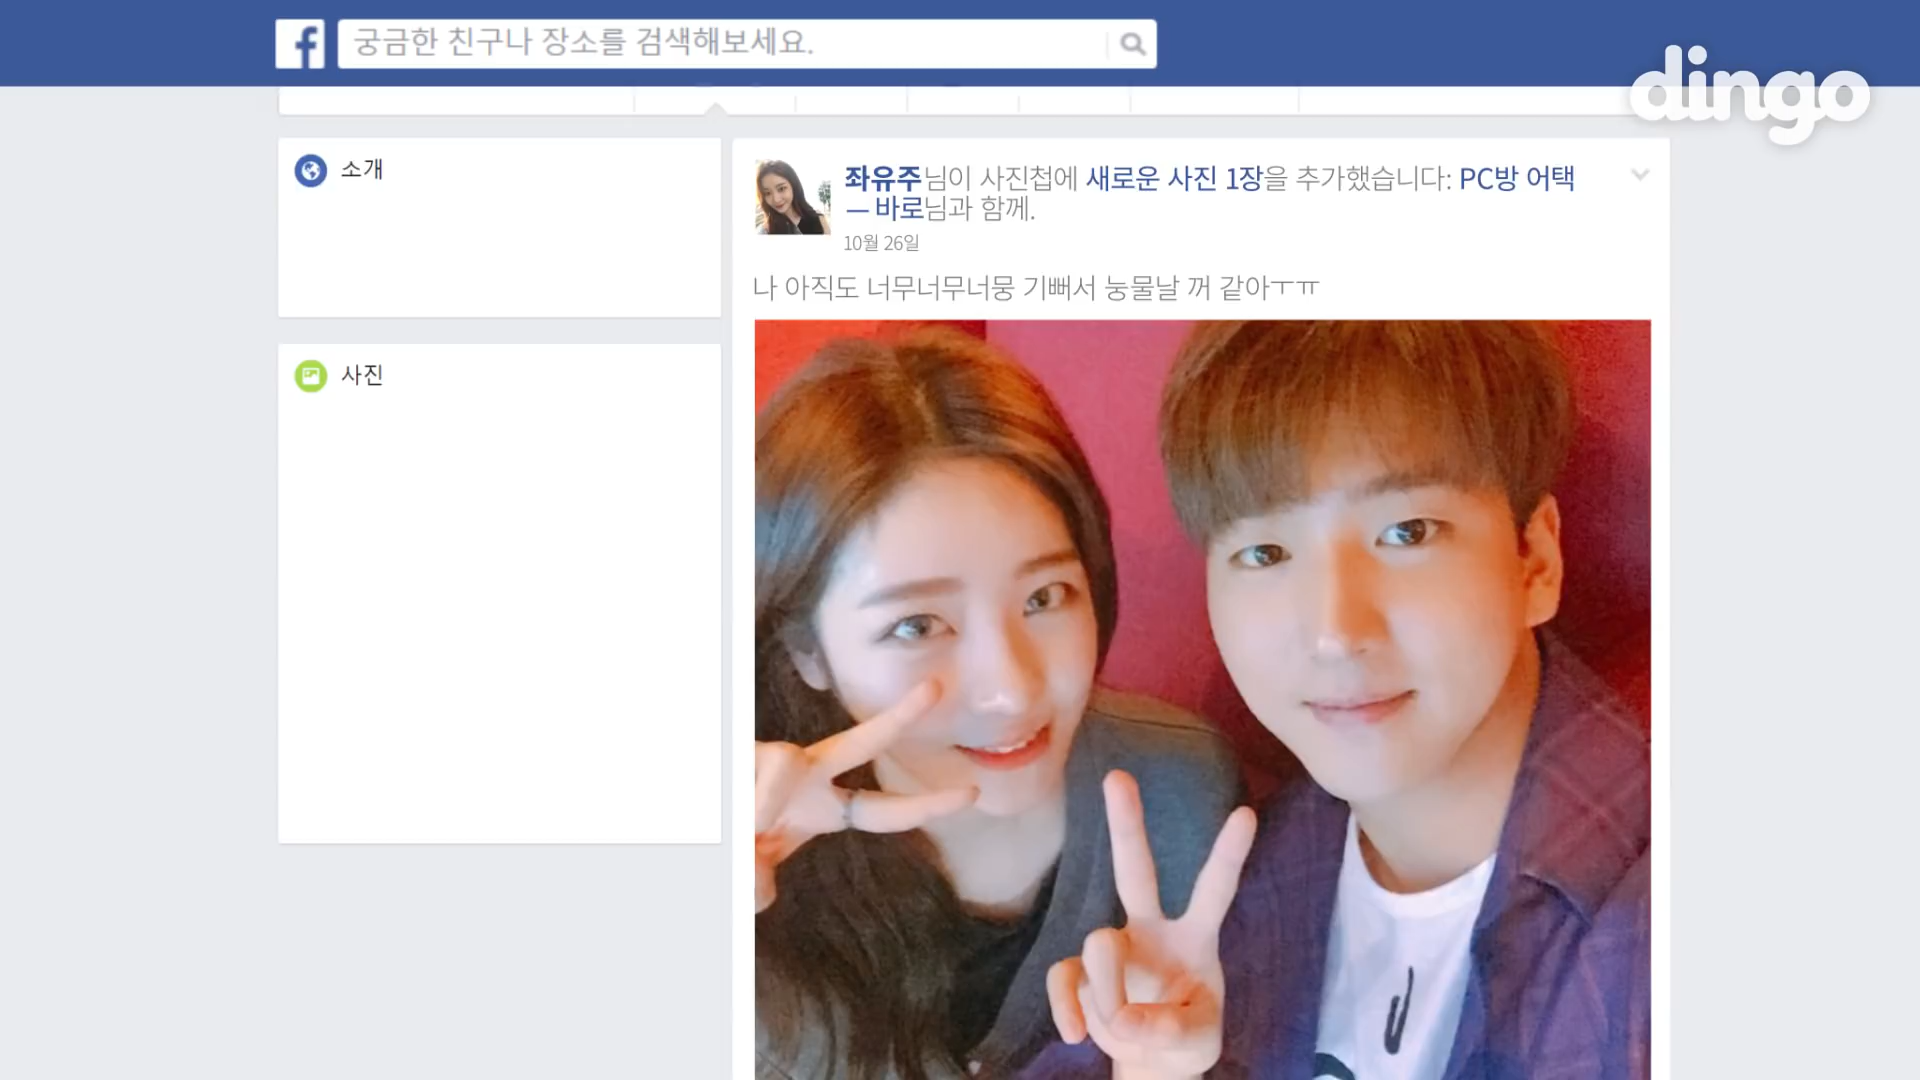 f
궁금한 친구나 장소를 검색해보세요.
dingo
소개
좌유주님이 사진첩에 새로운 사진 1장을 추가했습니다: PC방 어택
— 바로님과 함께.
10월 26일
나 아직도 너무너무너뭉 기뻐서 눙물날 꺼 같아ㅜㅠ
사진